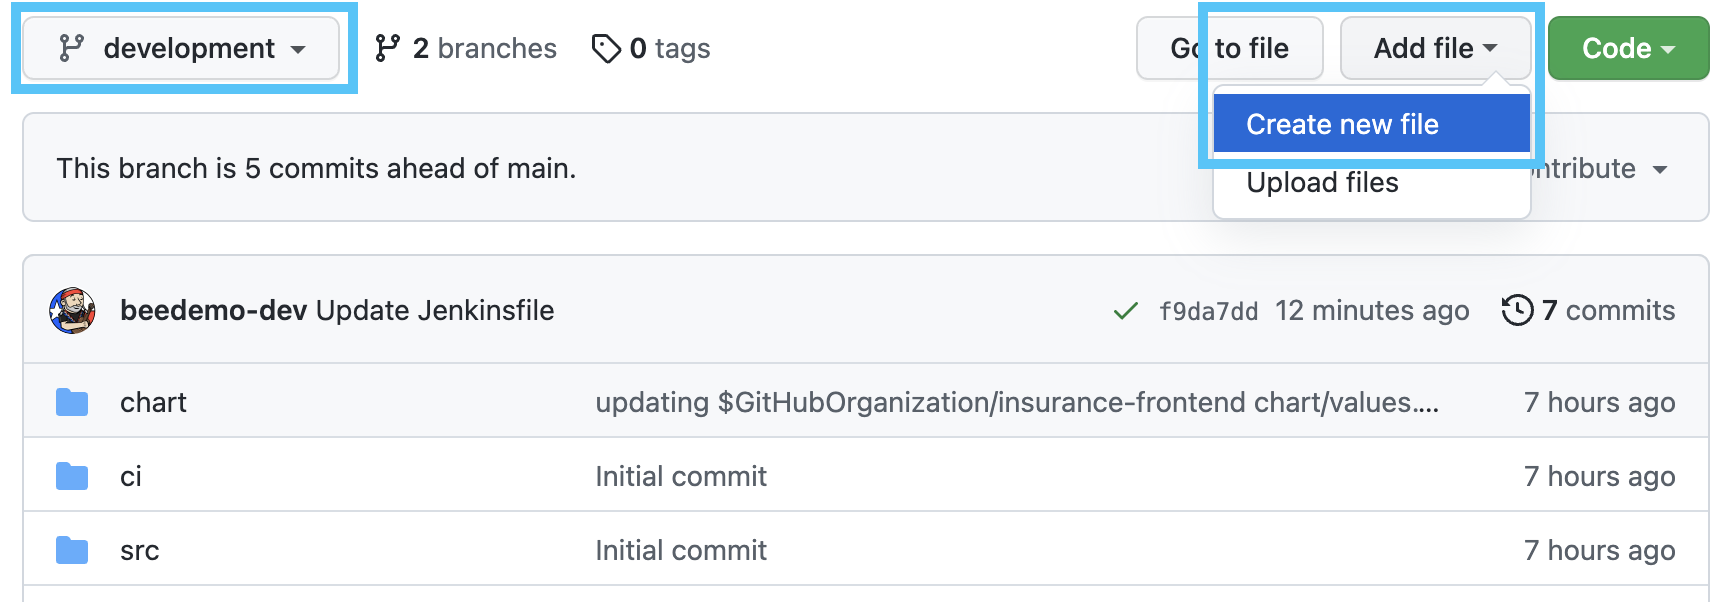 development 2 branches 0 tags Go to file Add file Code
Create new file
This branch is 5 commits ahead of main. ntribute
Upload files
beedemo-dev Update Jenkinsfile f9da7dd 12 minutes ago 7 commits
chart updating $GitHubOrganization/insurance-frontend chart/values.... 7 hours ago
ci Initial commit 7 hours ago
src Initial commit 7 hours ago